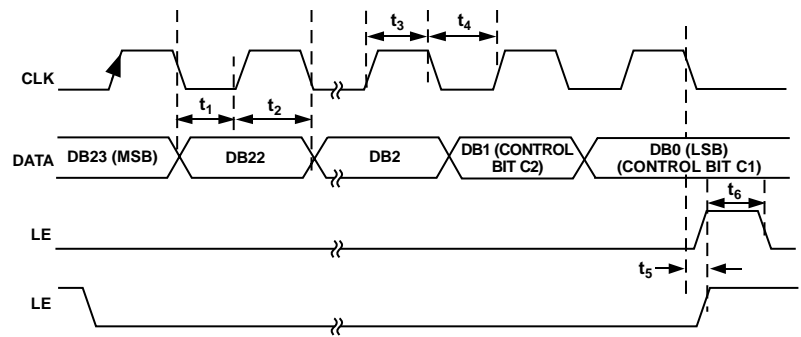 t3
t4
CLK
t1
t2
DATA
DB23 (MSB)
DB22
DB2
DB1 (CONTROL
BIT C2)
DB0 (LSB)
(CONTROL BIT C1)
t6
LE
t5
LE